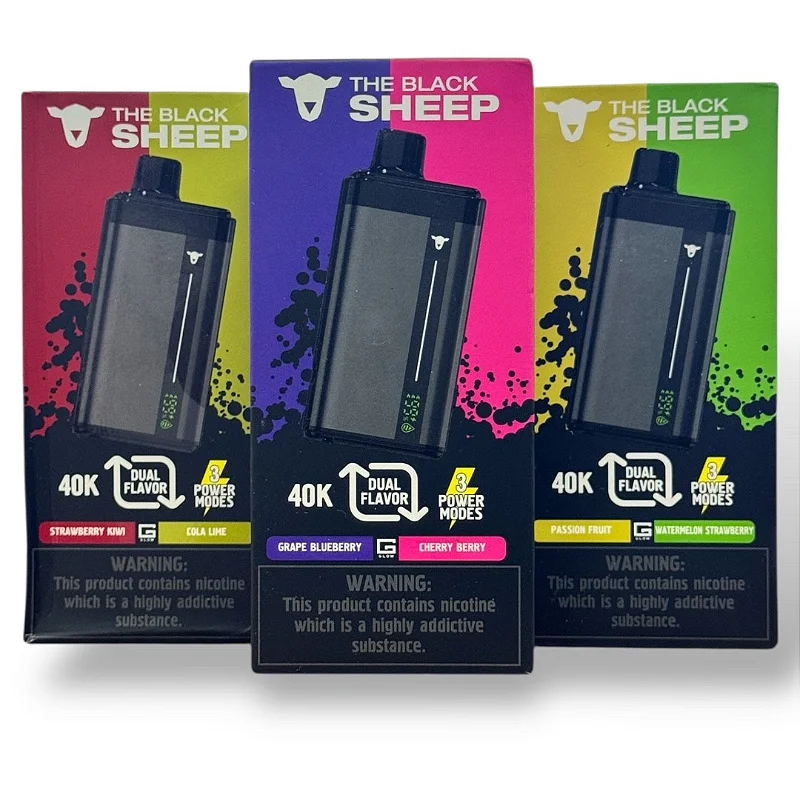 THE BLACK
SHEEP
40K
DUAL
FLAVOR
3
POWER
MODES
STRAWBERRY KIWI
G
GLOW
COLA LIME
WARNING:
This product contains nicotine
which is a highly addictive
substance.
THE BLACK
SHEEP
40K
DUAL
FLAVOR
3
POWER
MODES
GRAPE BLUEBERRY
G
GLOW
CHERRY BERRY
WARNING:
This product contains nicotine
which is a highly addictive
substance.
THE BLACK
SHEEP
40K
DUAL
FLAVOR
3
POWER
MODES
PASSION FRUIT
G
GLOW
WATERMELON STRAWBERRY
WARNING:
This product contains nicotine
which is a highly addictive
substance.